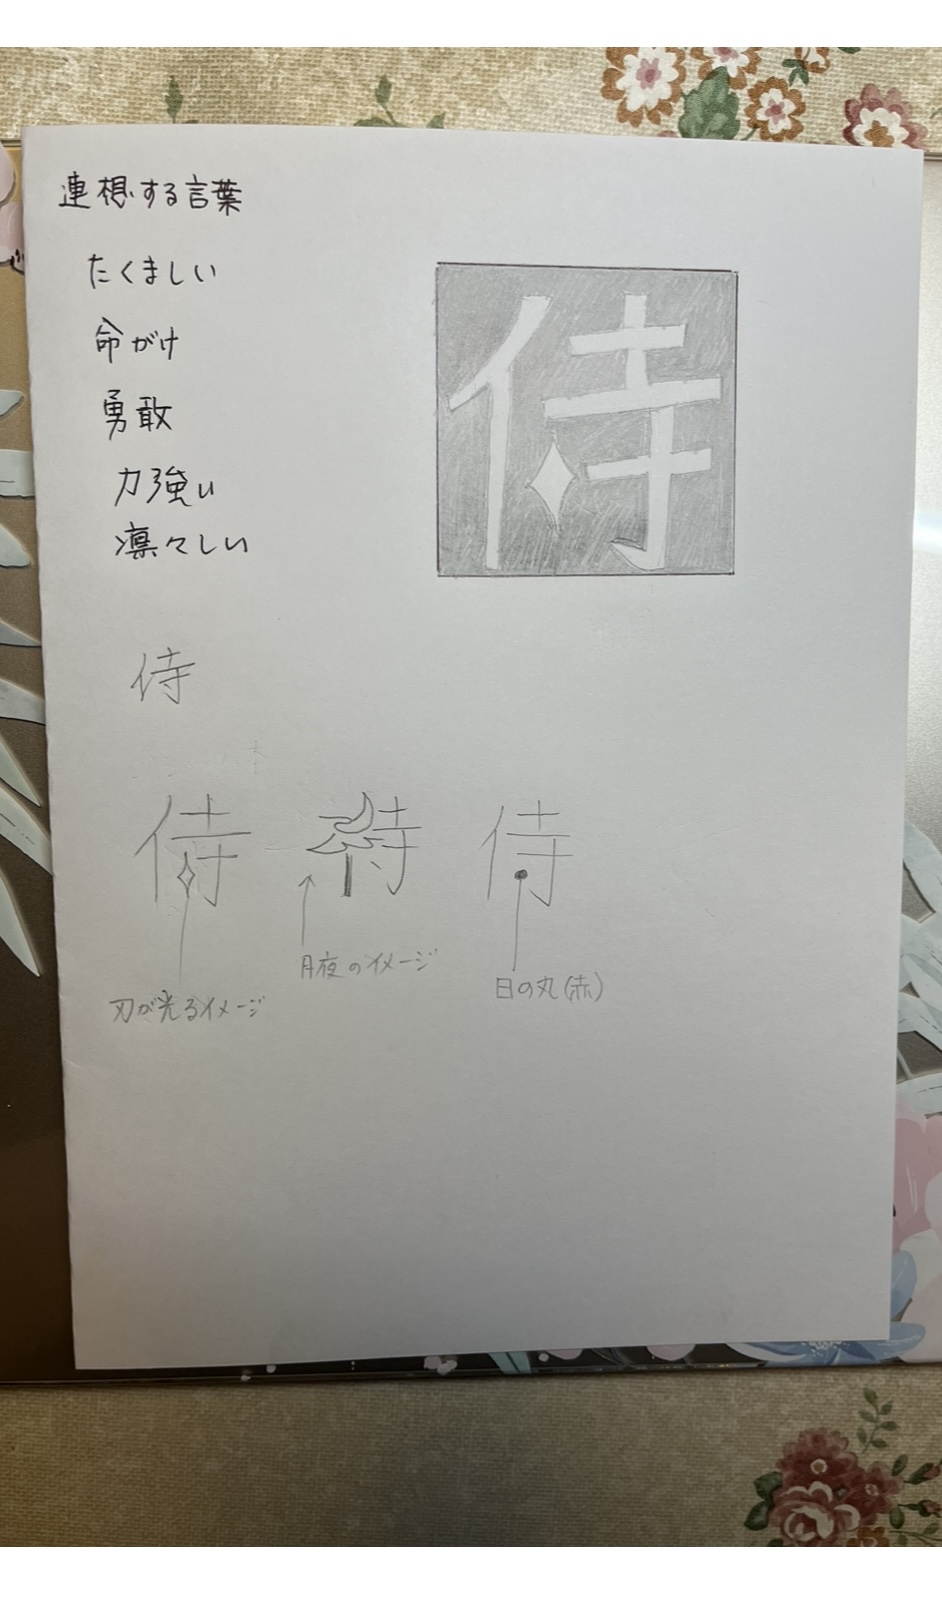 連想する言葉
たくましい
命がけ
勇敢
力強い
凛々しい
侍
侍
侍 侍 侍
刃が光るイメージ
月夜のイメージ
日の丸(赤)